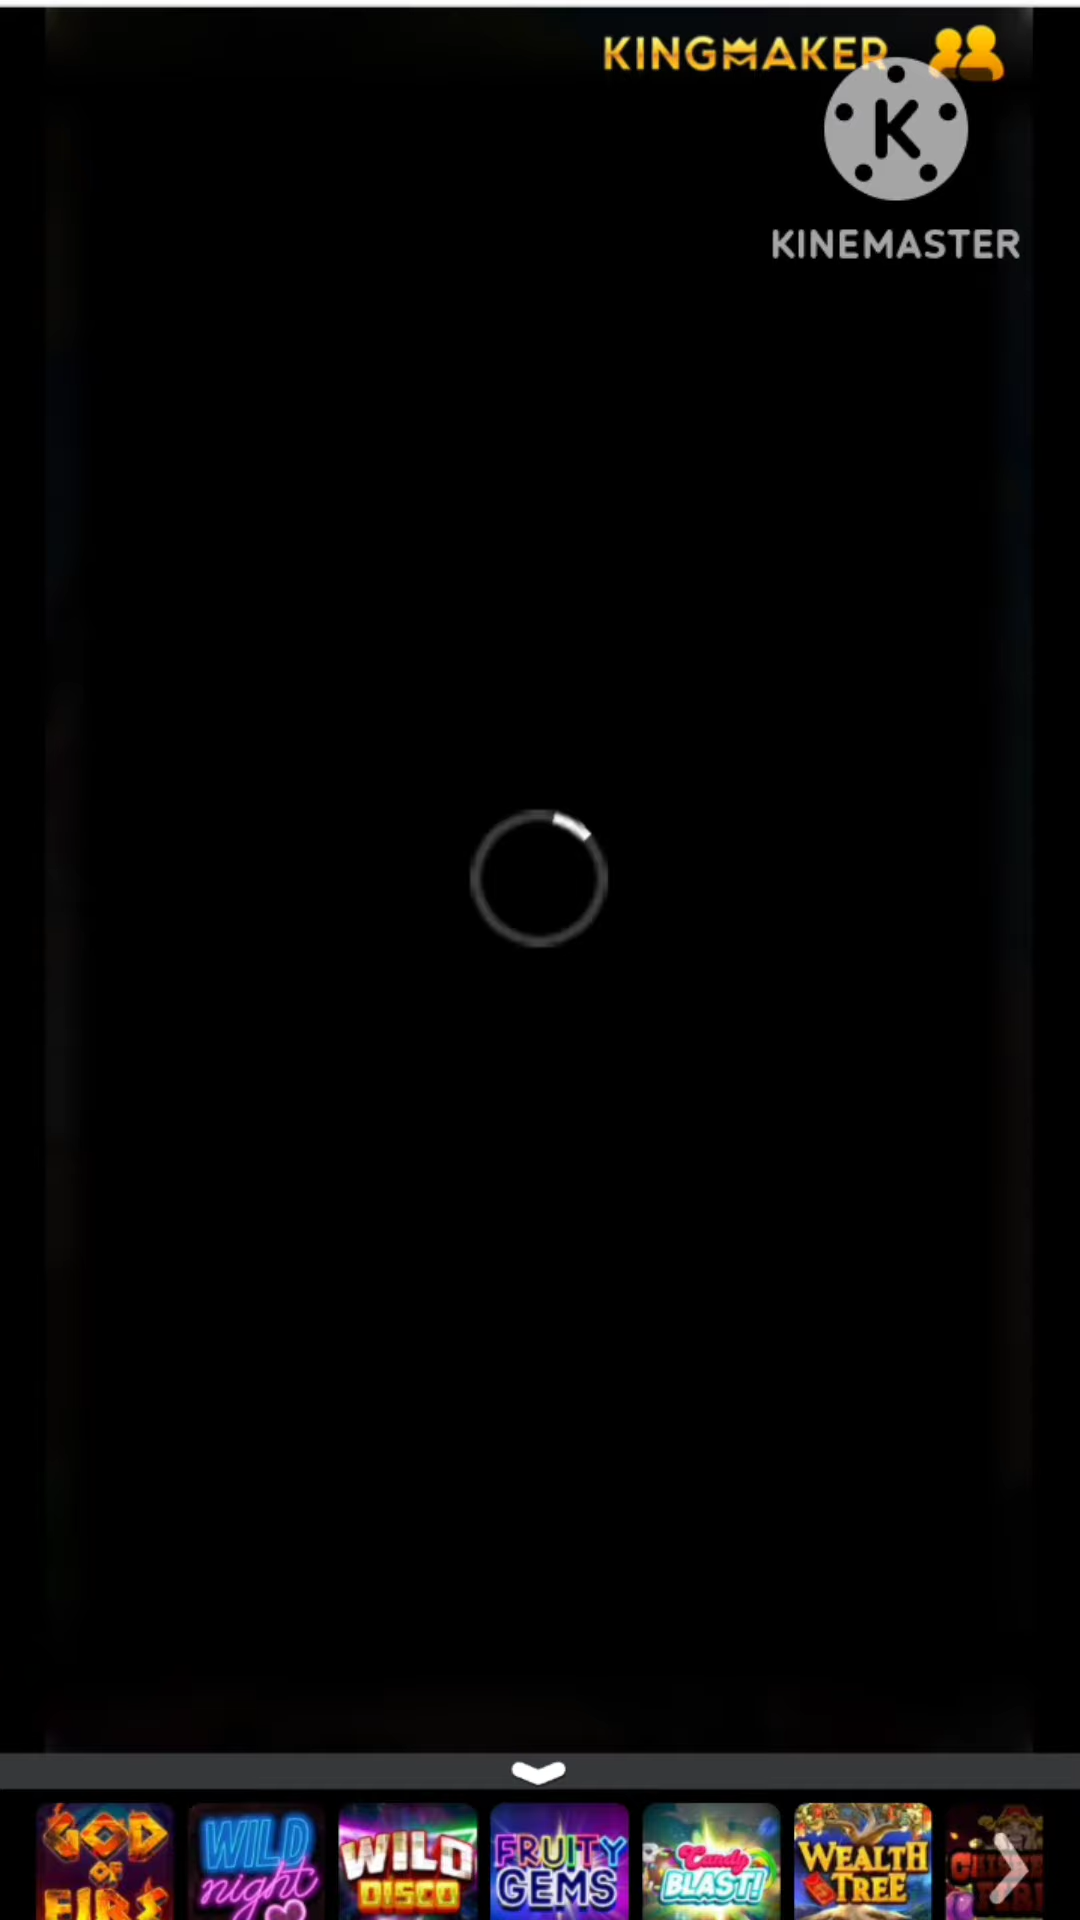 KINGMAKER
K
KINEMASTER
GOD
OF
FIRE
WILD
night
WILD
DISCO
FRUITY
GEMS
Candy
BLAST!
WEALTH
TREE